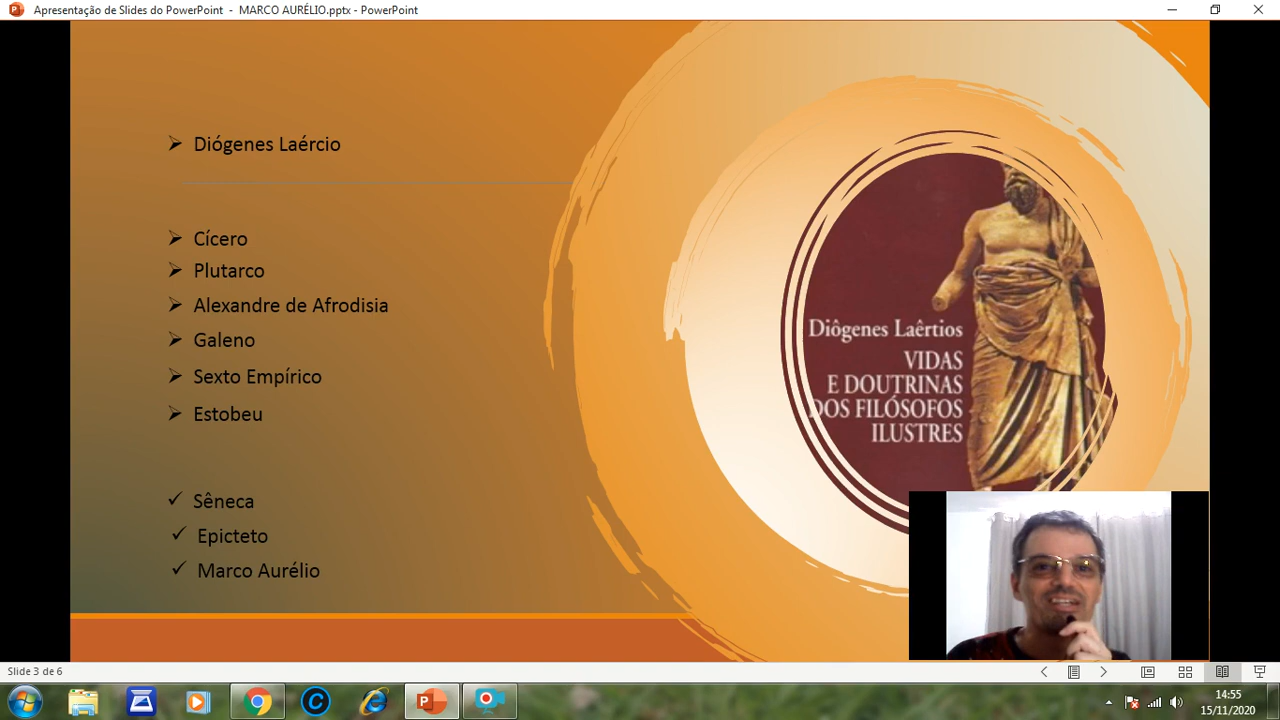 Apresentação de Slides do PowerPoint - MARCO AURÉLIO.pptx - PowerPoint
Diógenes Laércio
Cícero
Plutarco
Alexandre de Afrodisia
Galeno
Sexto Empírico
Estobeu
Sêneca
Epicteto
Marco Aurélio
Diôgenes Laêrtios
VIDAS
E DOUTRINAS
DOS FILÓSOFOS
ILUSTRES
Slide 3 de 6
14:55
15/11/2020